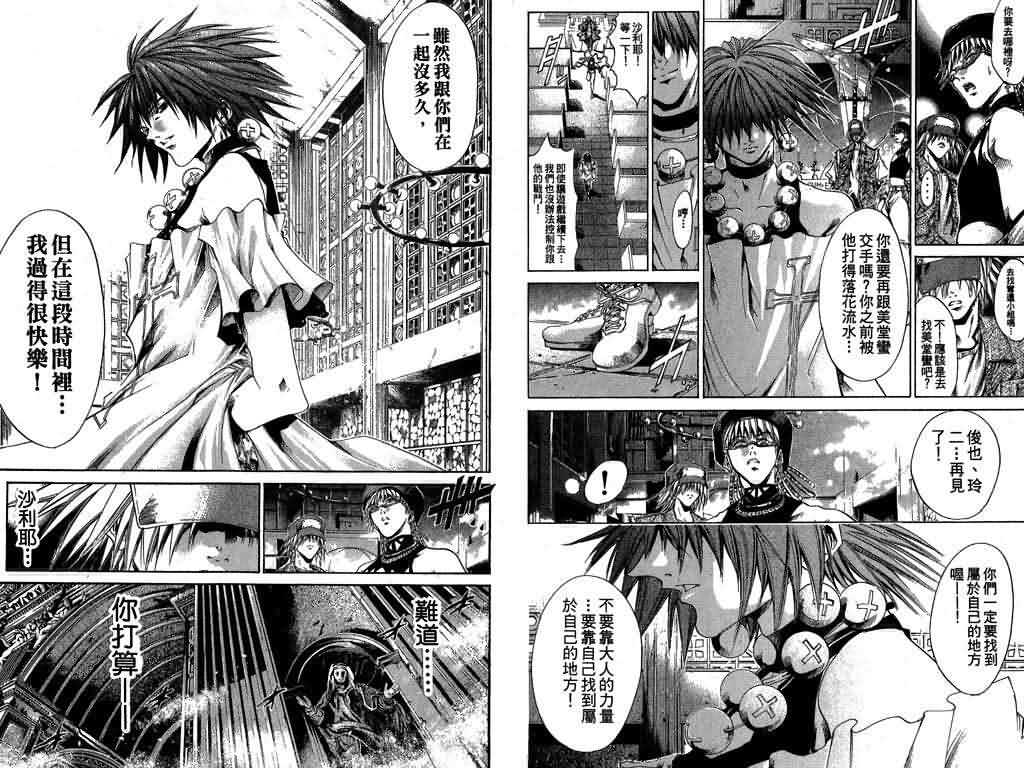 你要去哪裡呀？
…
去找實踐小組嗎…
不──應該是去
找美堂蠻吧？
你還要再跟美堂蠻
交手嗎？你之前被
他打得落花流水…
哼…
沙利耶！
等一下！
即使讓遊戲繼續下去…
我們也沒辦法控制你跟
他的戰鬥！
俊也、玲
二…再見
了！
！
你們一定要找到
屬於自己的地方
喔────
不要靠大人的力量
…要靠自己找到屬
於自己的地方！
雖然我跟你們在
一起沒多久，
但在這段時間裡…
我過得很快樂！
沙利耶…
難道……
你打算──